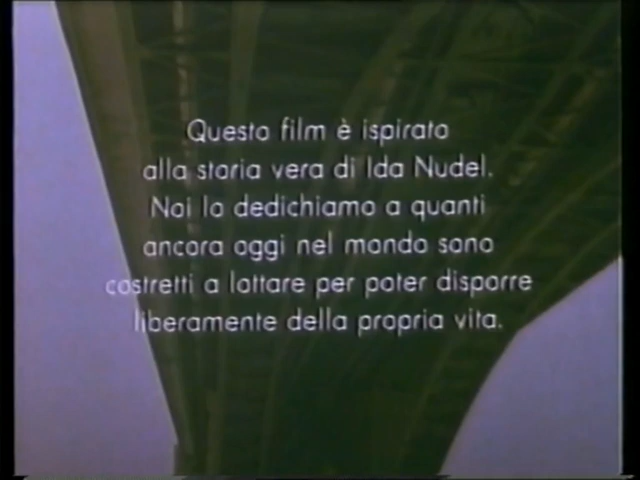 Questo film è ispirato
alla storia vera di Ida Nudel.
Noi lo dedichiamo a quanti
ancora oggi nel mondo sono
costretti a lottare per poter disporre
liberamente della propria vita.